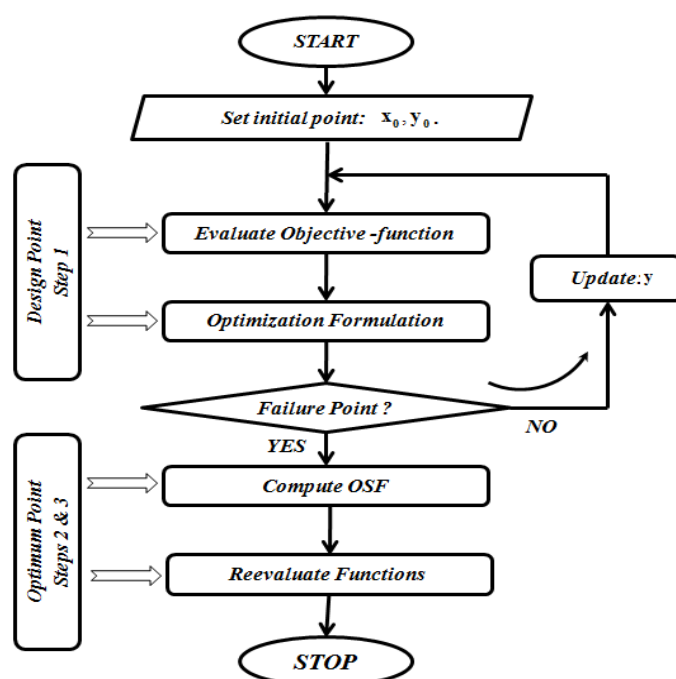 START
Set initial point: x₀, y₀.
Design Point
Step 1
Evaluate Objective -function
Update: y
Optimization Formulation
Failure Point ?
NO
YES
Optimum Point
Steps 2 & 3
Compute OSF
Reevaluate Functions
STOP